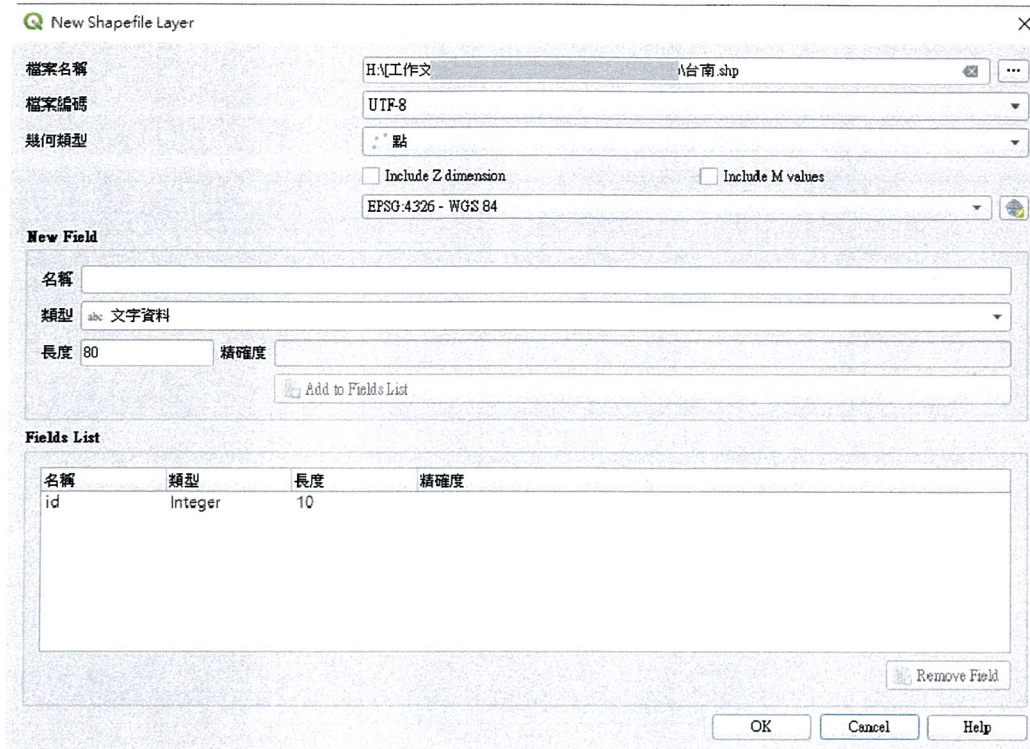 New Shapefile Layer
檔案名稱 H:\[工作文 \台南.shp
檔案編碼 UTF-8
幾何類型 點
Include Z dimension Include M values
EPSG:4326 - WGS 84
New Field
名稱
類型 abc 文字資料
長度 80 精確度
Add to Fields List
Fields List
名稱 類型 長度 精確度
id Integer 10
Remove Field
OK Cancel Help